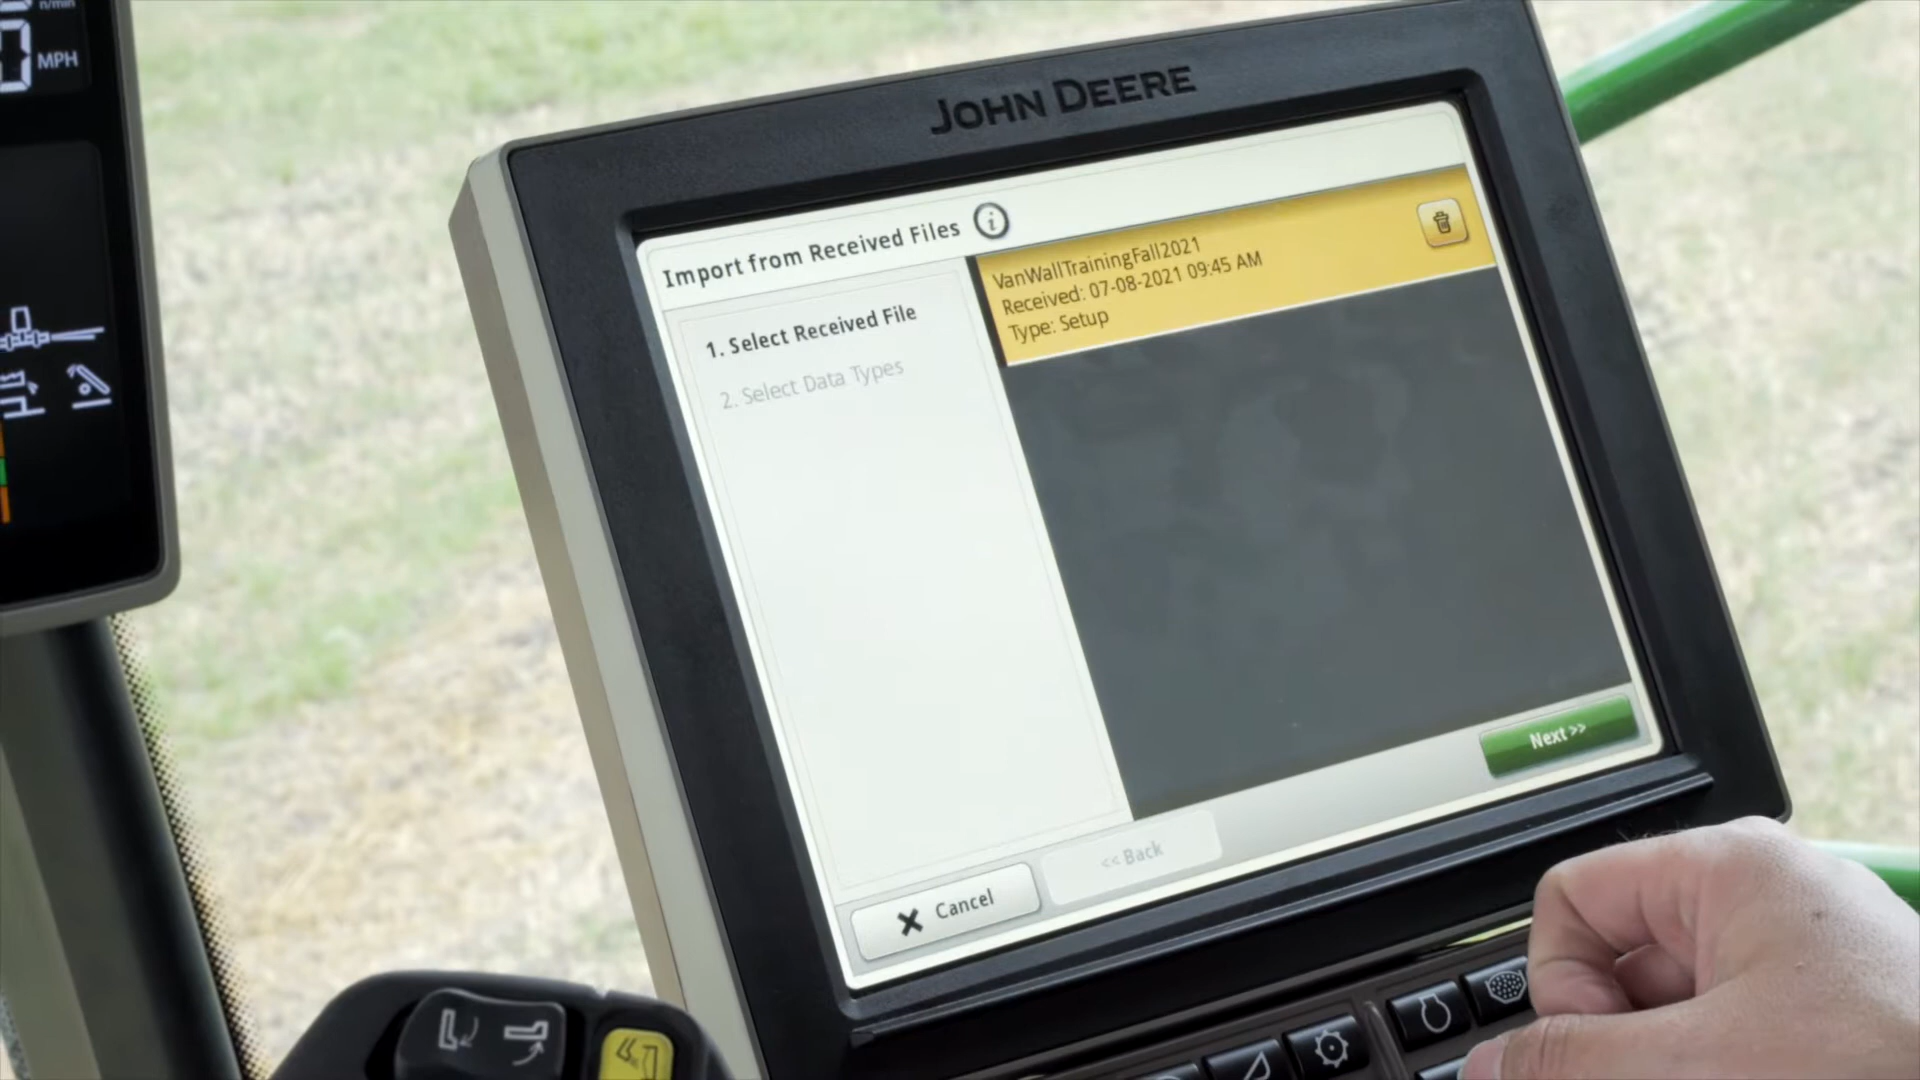 MPH
JOHN DEERE
Import from Received Files
1. Select Received File
2. Select Data Types
VanWallTrainingFall2021
Received: 07-08-2021 09:45 AM
Type: Setup
Next >>
<< Back
Cancel